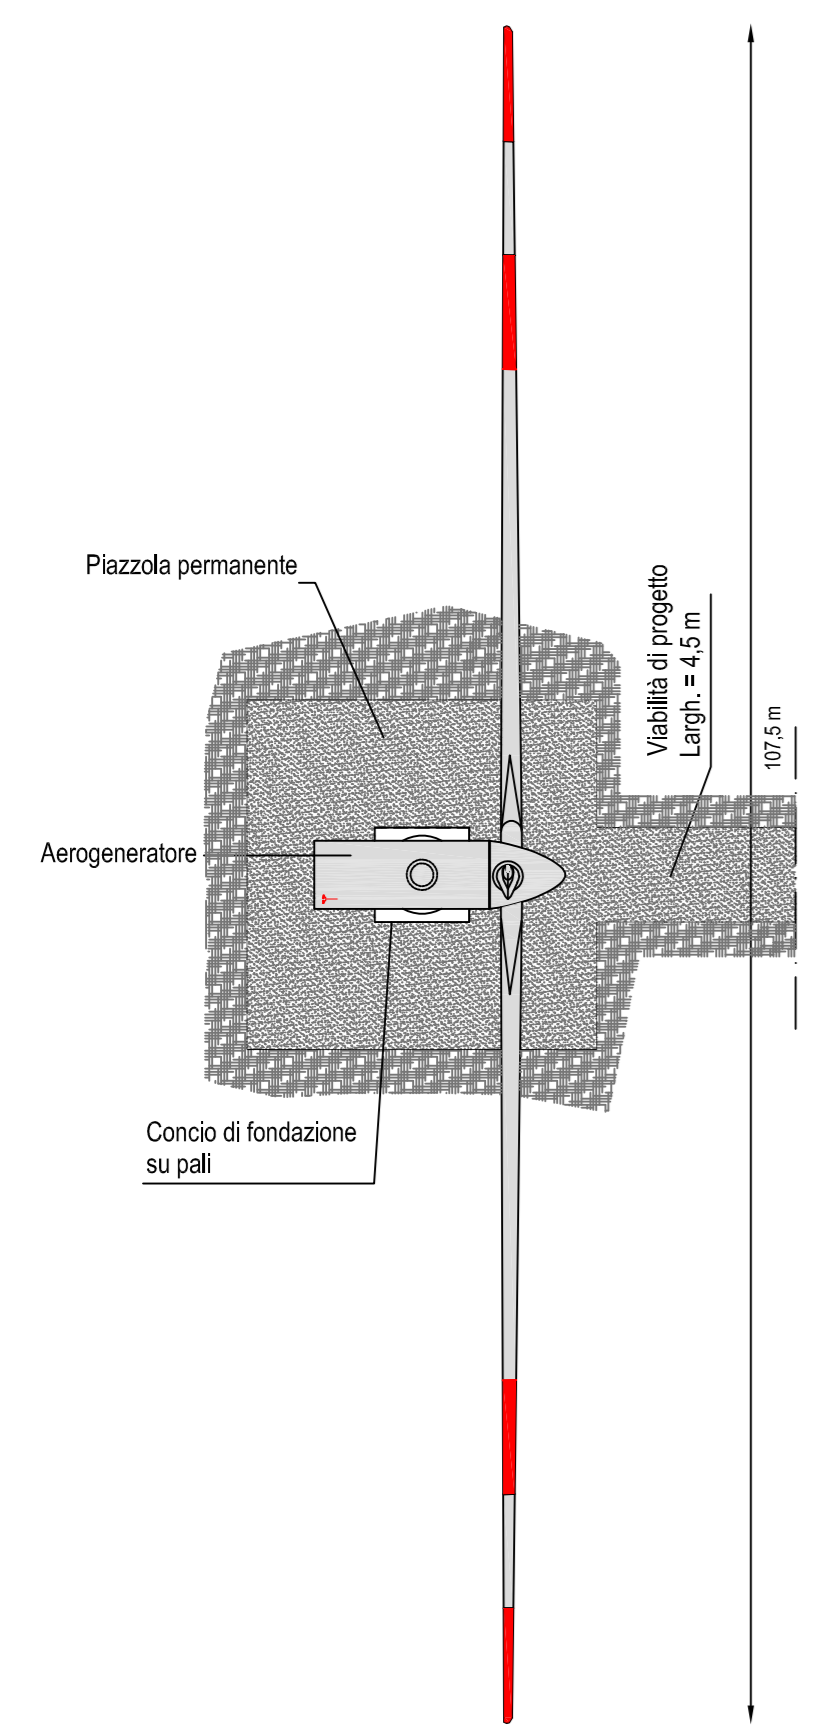 Piazzola permanente
Viabilità di progetto
Largh. = 4,5 m
107,5 m
Aerogeneratore
Concio di fondazione
su pali